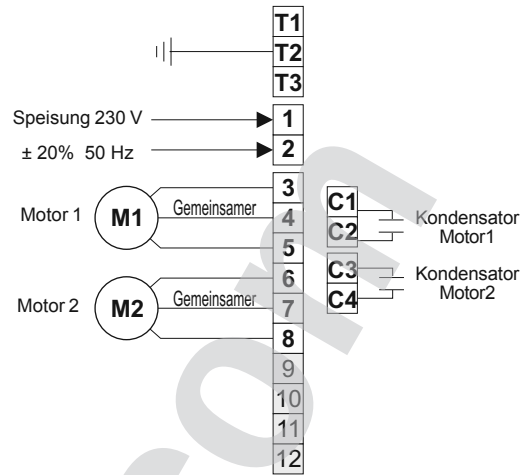 T1
T2
T3
Speisung 230 V
1
± 20% 50 Hz
2
3
Motor 1
M1
Gemeinsamer
4
5
C1
C2
Kondensator
Motor1
6
Motor 2
M2
Gemeinsamer
7
8
C3
C4
Kondensator
Motor2
9
10
11
12
com